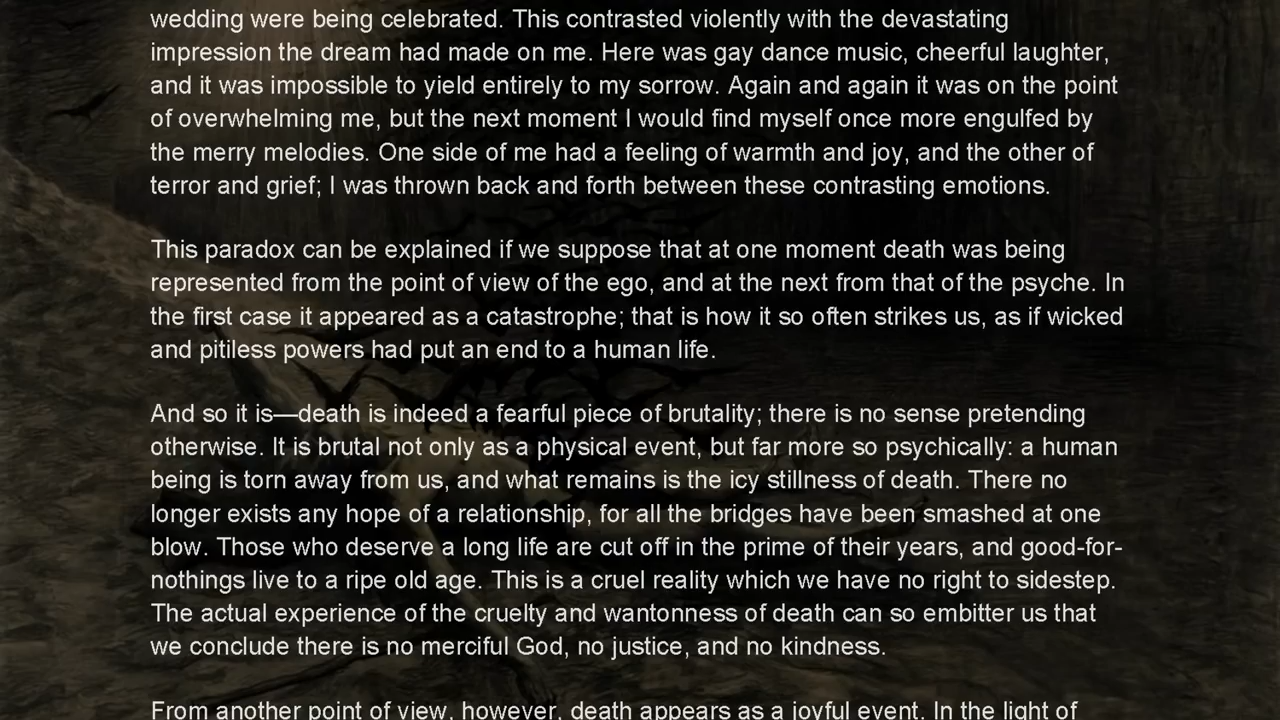 wedding were being celebrated. This contrasted violently with the devastating
impression the dream had made on me. Here was gay dance music, cheerful laughter,
and it was impossible to yield entirely to my sorrow. Again and again it was on the point
of overwhelming me, but the next moment I would find myself once more engulfed by
the merry melodies. One side of me had a feeling of warmth and joy, and the other of
terror and grief; I was thrown back and forth between these contrasting emotions.

This paradox can be explained if we suppose that at one moment death was being
represented from the point of view of the ego, and at the next from that of the psyche. In
the first case it appeared as a catastrophe; that is how it so often strikes us, as if wicked
and pitiless powers had put an end to a human life.

And so it is—death is indeed a fearful piece of brutality; there is no sense pretending
otherwise. It is brutal not only as a physical event, but far more so psychically: a human
being is torn away from us, and what remains is the icy stillness of death. There no
longer exists any hope of a relationship, for all the bridges have been smashed at one
blow. Those who deserve a long life are cut off in the prime of their years, and good-for-
nothings live to a ripe old age. This is a cruel reality which we have no right to sidestep.
The actual experience of the cruelty and wantonness of death can so embitter us that
we conclude there is no merciful God, no justice, and no kindness.

From another point of view, however, death appears as a joyful event. In the light of